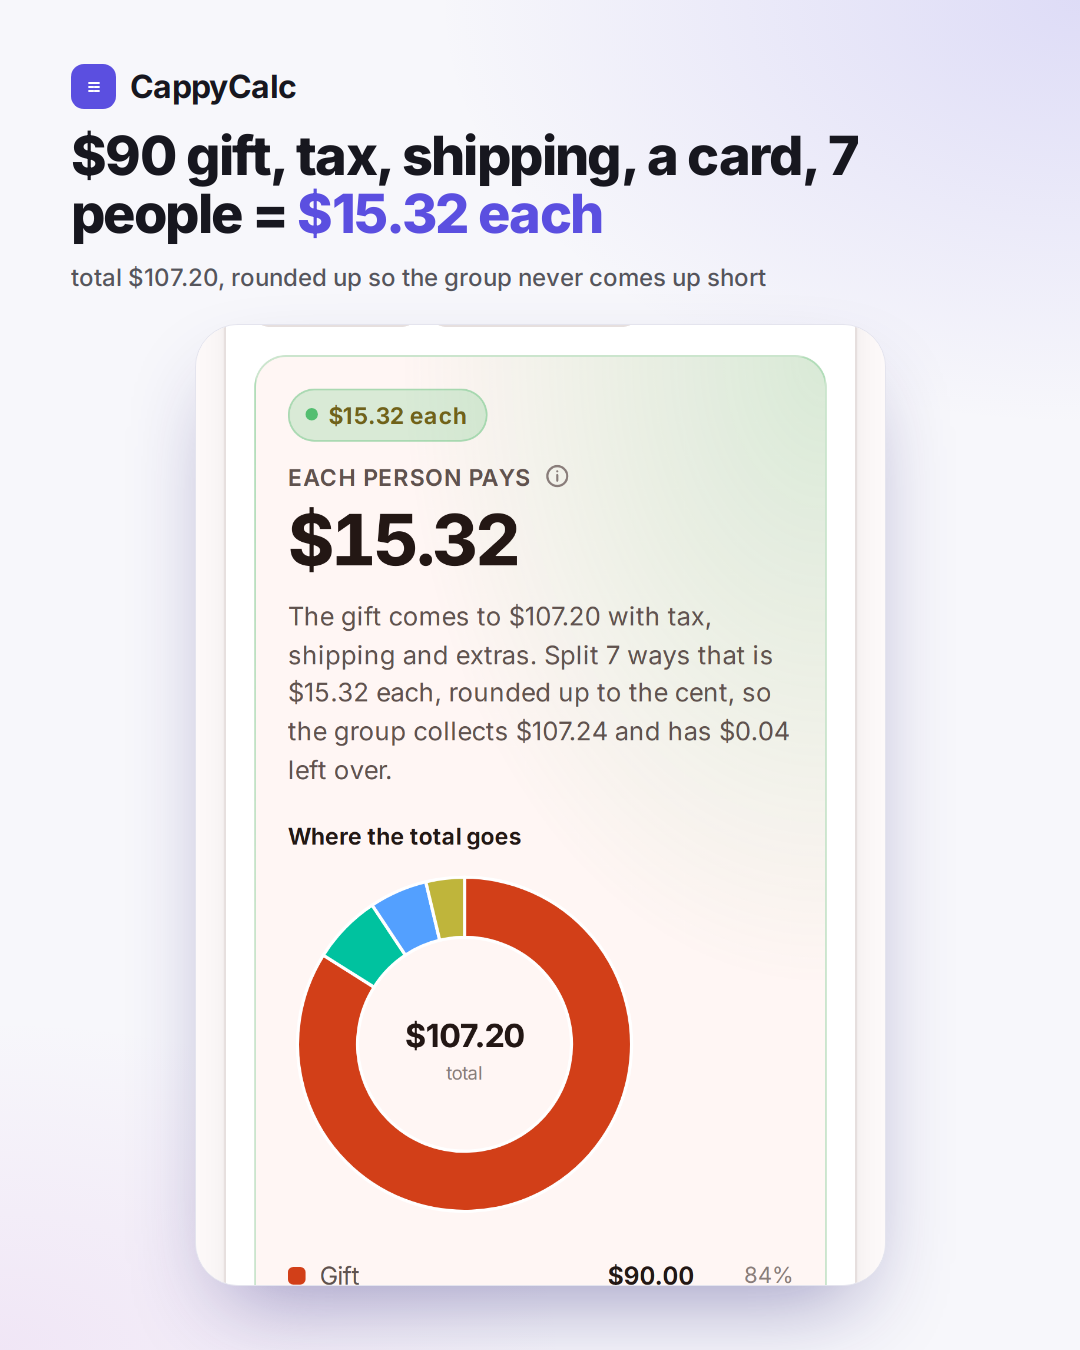 CappyCalc
$90 gift, tax, shipping, a card, 7
people = $15.32 each
total $107.20, rounded up so the group never comes up short
$15.32 each
EACH PERSON PAYS
$15.32
The gift comes to $107.20 with tax,
shipping and extras. Split 7 ways that is
$15.32 each, rounded up to the cent, so
the group collects $107.24 and has $0.04
left over.
Where the total goes
$107.20
total
Gift $90.00 84%